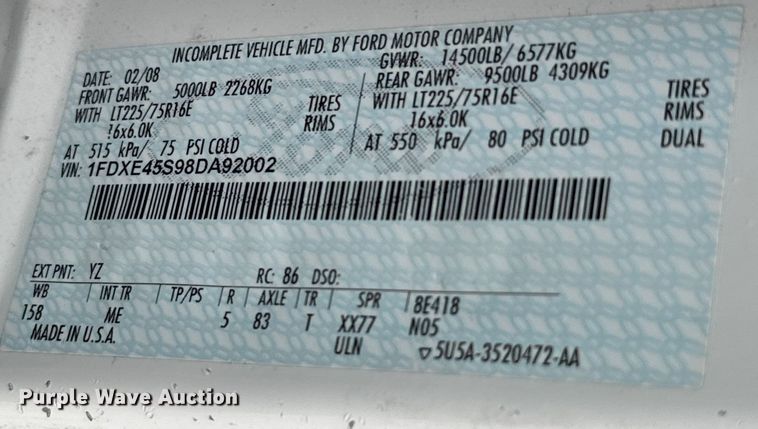 INCOMPLETE VEHICLE MFD. BY FORD MOTOR COMPANY
DATE: 02/08 GVWR: 14500LB/ 6577KG
FRONT GAWR: 5000LB 2268KG REAR GAWR: 9500LB 4309KG
WITH LT225/75R16E TIRES WITH LT225/75R16E TIRES
16x6.0K RIMS 16x6.0K RIMS
AT 515 kPa/ 75 PSI COLD AT 550 kPa/ 80 PSI COLD DUAL
VIN: 1FDXE45S98DA92002
EXT PNT: YZ RC: 86 DSO:
WB INT TR TP/PS R AXLE TR SPR 8E418
158 ME 5 83 T XX77 N05
MADE IN U.S.A. ULN ▽5U5A-3520472-AA
Purple Wave Auction